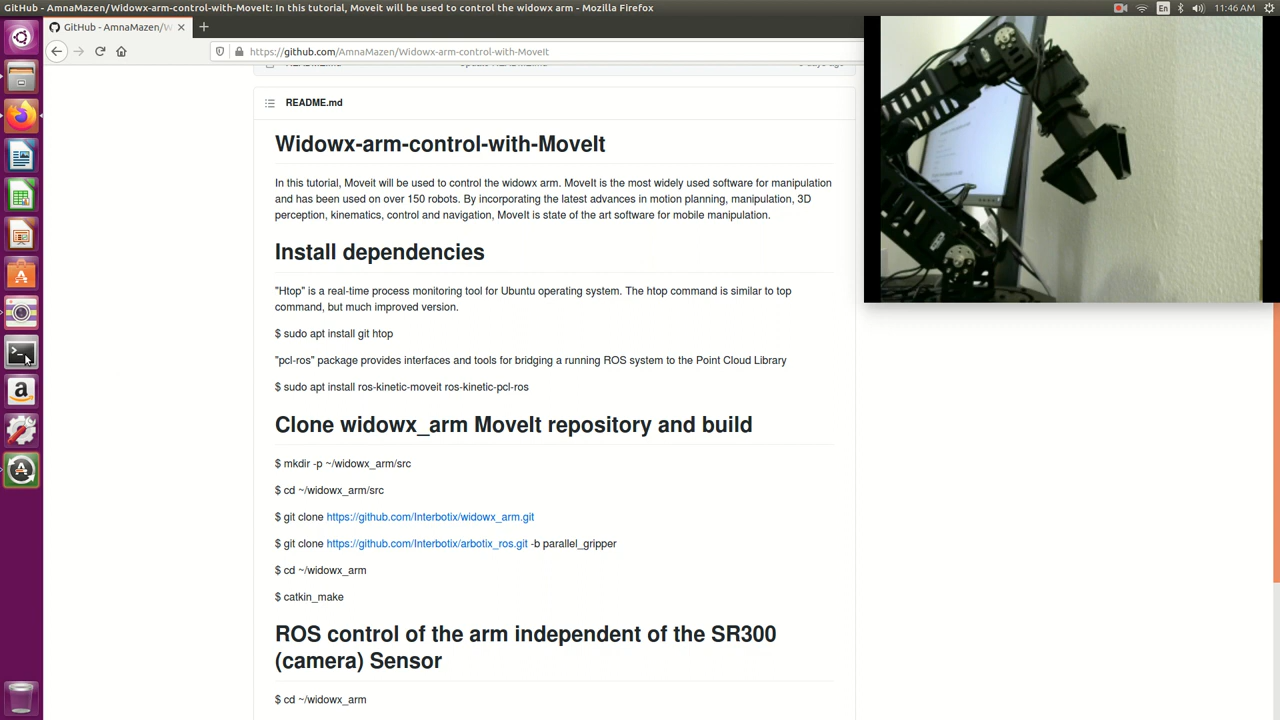 GitHub - AmnaMazen/Widowx-arm-control-with-MoveIt: In this tutorial, Moveit will be used to control the widowx arm - Mozilla Firefox
En
11:46 AM
GitHub - AmnaMazen/W
https://github.com/AmnaMazen/Widowx-arm-control-with-MoveIt
README.md
Widowx-arm-control-with-MoveIt
In this tutorial, Moveit will be used to control the widowx arm. MoveIt is the most widely used software for manipulation
and has been used on over 150 robots. By incorporating the latest advances in motion planning, manipulation, 3D
perception, kinematics, control and navigation, MoveIt is state of the art software for mobile manipulation.
Install dependencies
"Htop" is a real-time process monitoring tool for Ubuntu operating system. The htop command is similar to top
command, but much improved version.
$ sudo apt install git htop
"pcl-ros" package provides interfaces and tools for bridging a running ROS system to the Point Cloud Library
$ sudo apt install ros-kinetic-moveit ros-kinetic-pcl-ros
Clone widowx_arm MoveIt repository and build
$ mkdir -p ~/widowx_arm/src
$ cd ~/widowx_arm/src
$ git clone https://github.com/Interbotix/widowx_arm.git
$ git clone https://github.com/Interbotix/arbotix_ros.git -b parallel_gripper
$ cd ~/widowx_arm
$ catkin_make
ROS control of the arm independent of the SR300
(camera) Sensor
$ cd ~/widowx_arm